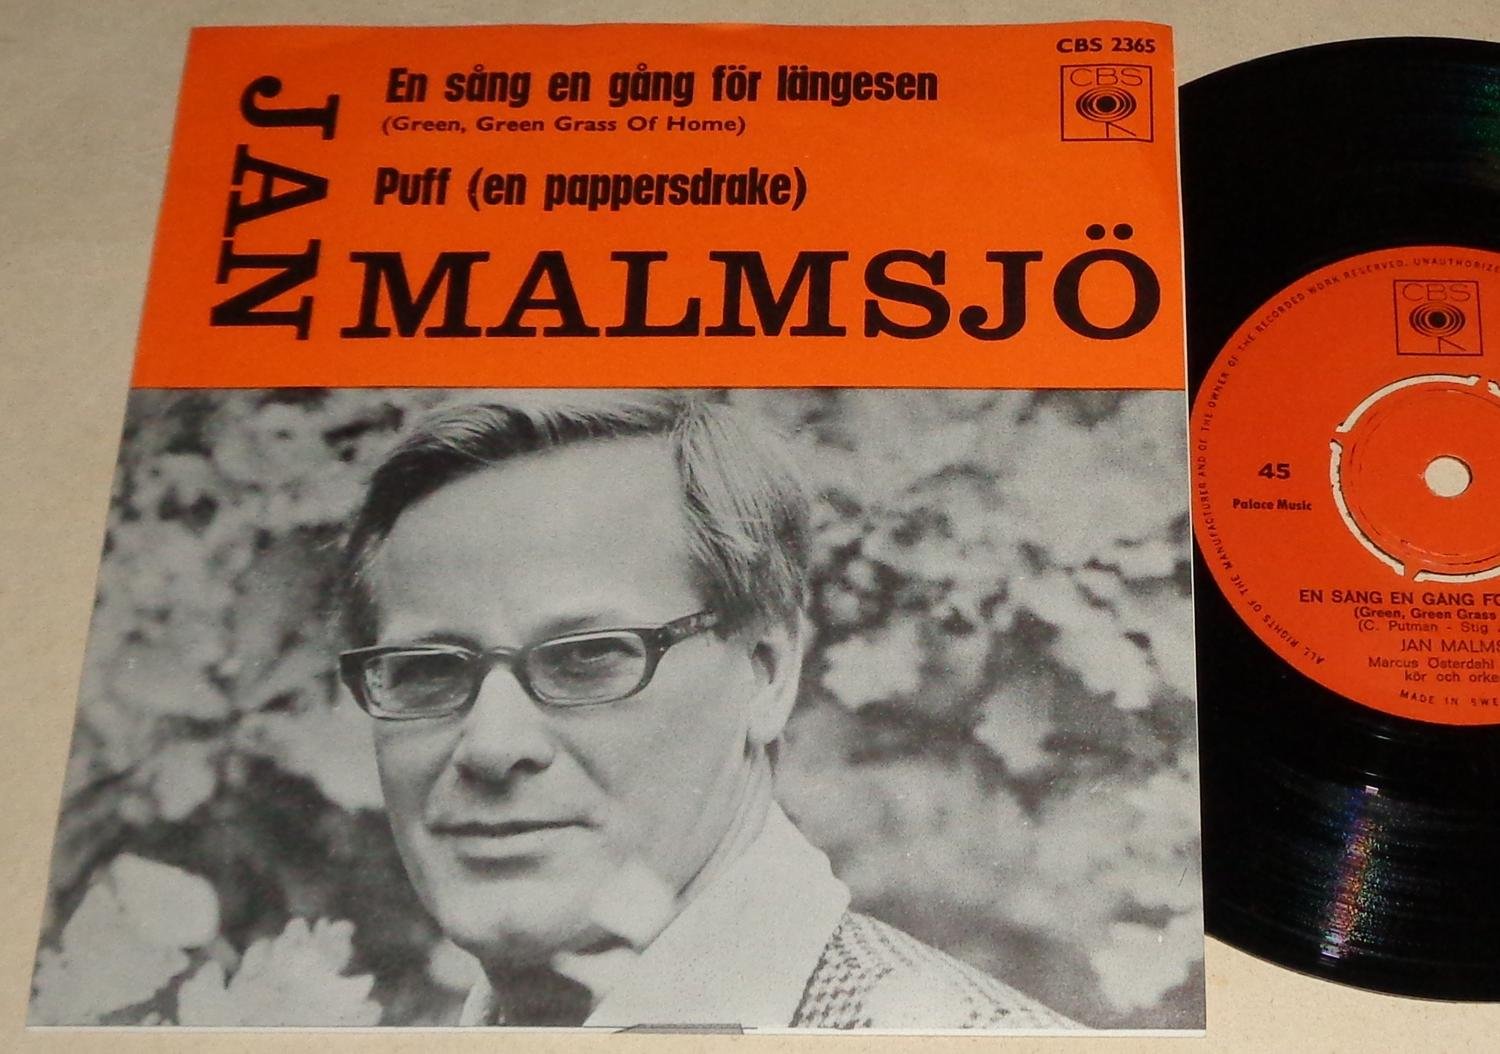 CBS 2365
CBS
En sång en gång för längesen
(Green, Green Grass Of Home)
Puff (en pappersdrake)
JAN
MALMSJÖ
ALL RIGHTS OF THE MANUFACTURER AND OF THE OWNER OF THE RECORDED WORK RESERVED. UNAUTHORIZE
CBS
45
Palace Music
EN SÅNG EN GÅNG FÖ
(Green, Green Grass
(C. Putman - Stig
JAN MALMS
Marcus Österdahl
kör och orke
MADE IN SWE